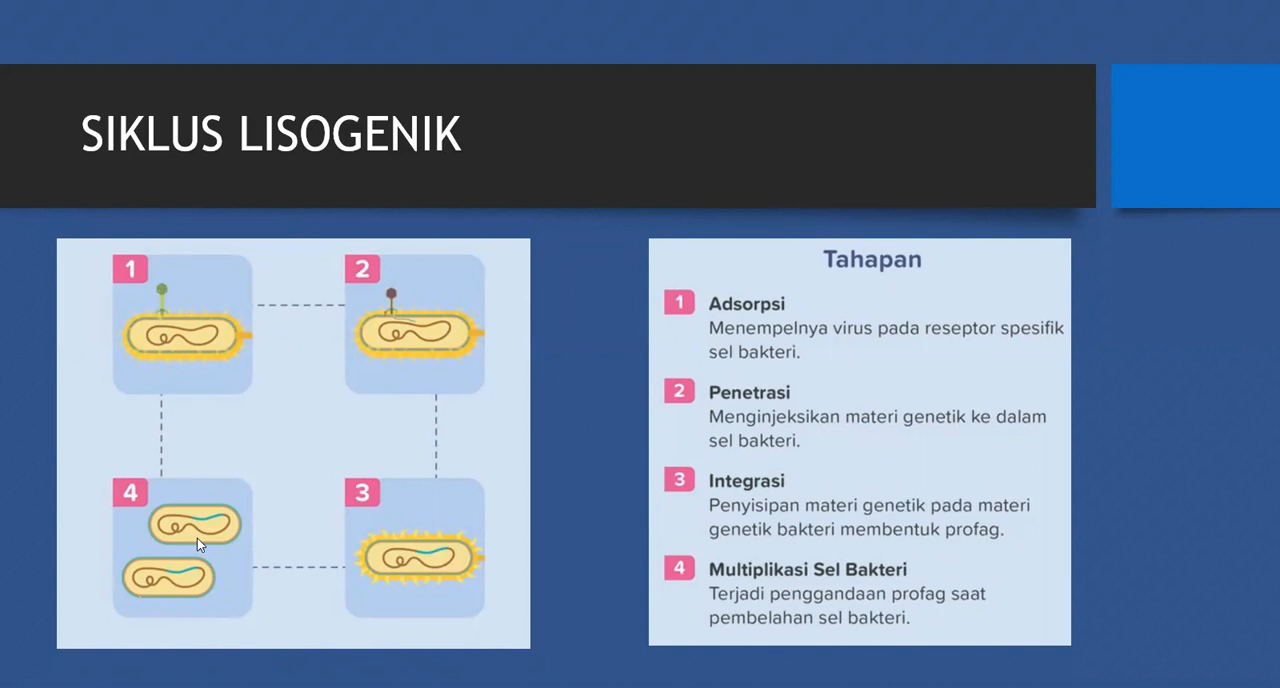 SIKLUS LISOGENIK
1
2
4
3
Tahapan
1 Adsorpsi
Menempelnya virus pada reseptor spesifik
sel bakteri.
2 Penetrasi
Menginjeksikan materi genetik ke dalam
sel bakteri.
3 Integrasi
Penyisipan materi genetik pada materi
genetik bakteri membentuk profag.
4 Multiplikasi Sel Bakteri
Terjadi penggandaan profag saat
pembelahan sel bakteri.